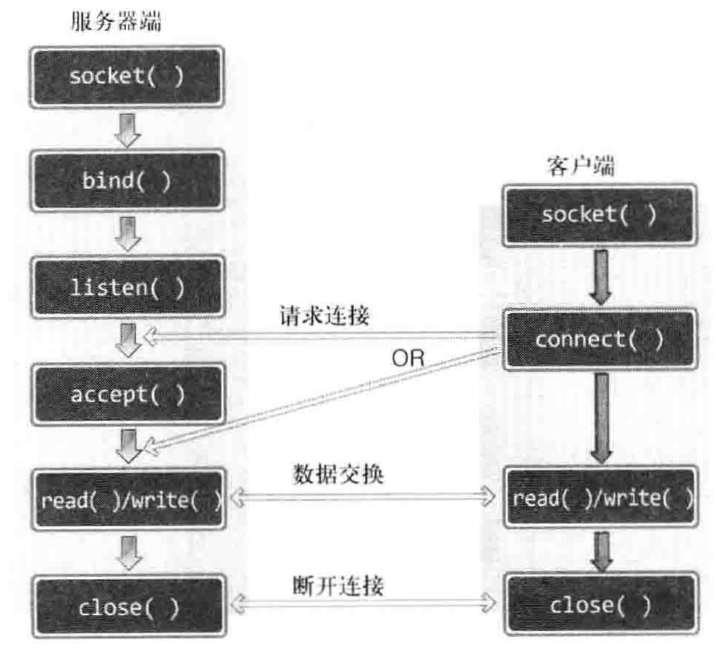 服务器端
socket( )
bind( )
listen( )
accept( )
read( )/write( )
close( )
请求连接
OR
数据交换
断开连接
客户端
socket( )
connect( )
read( )/write( )
close( )